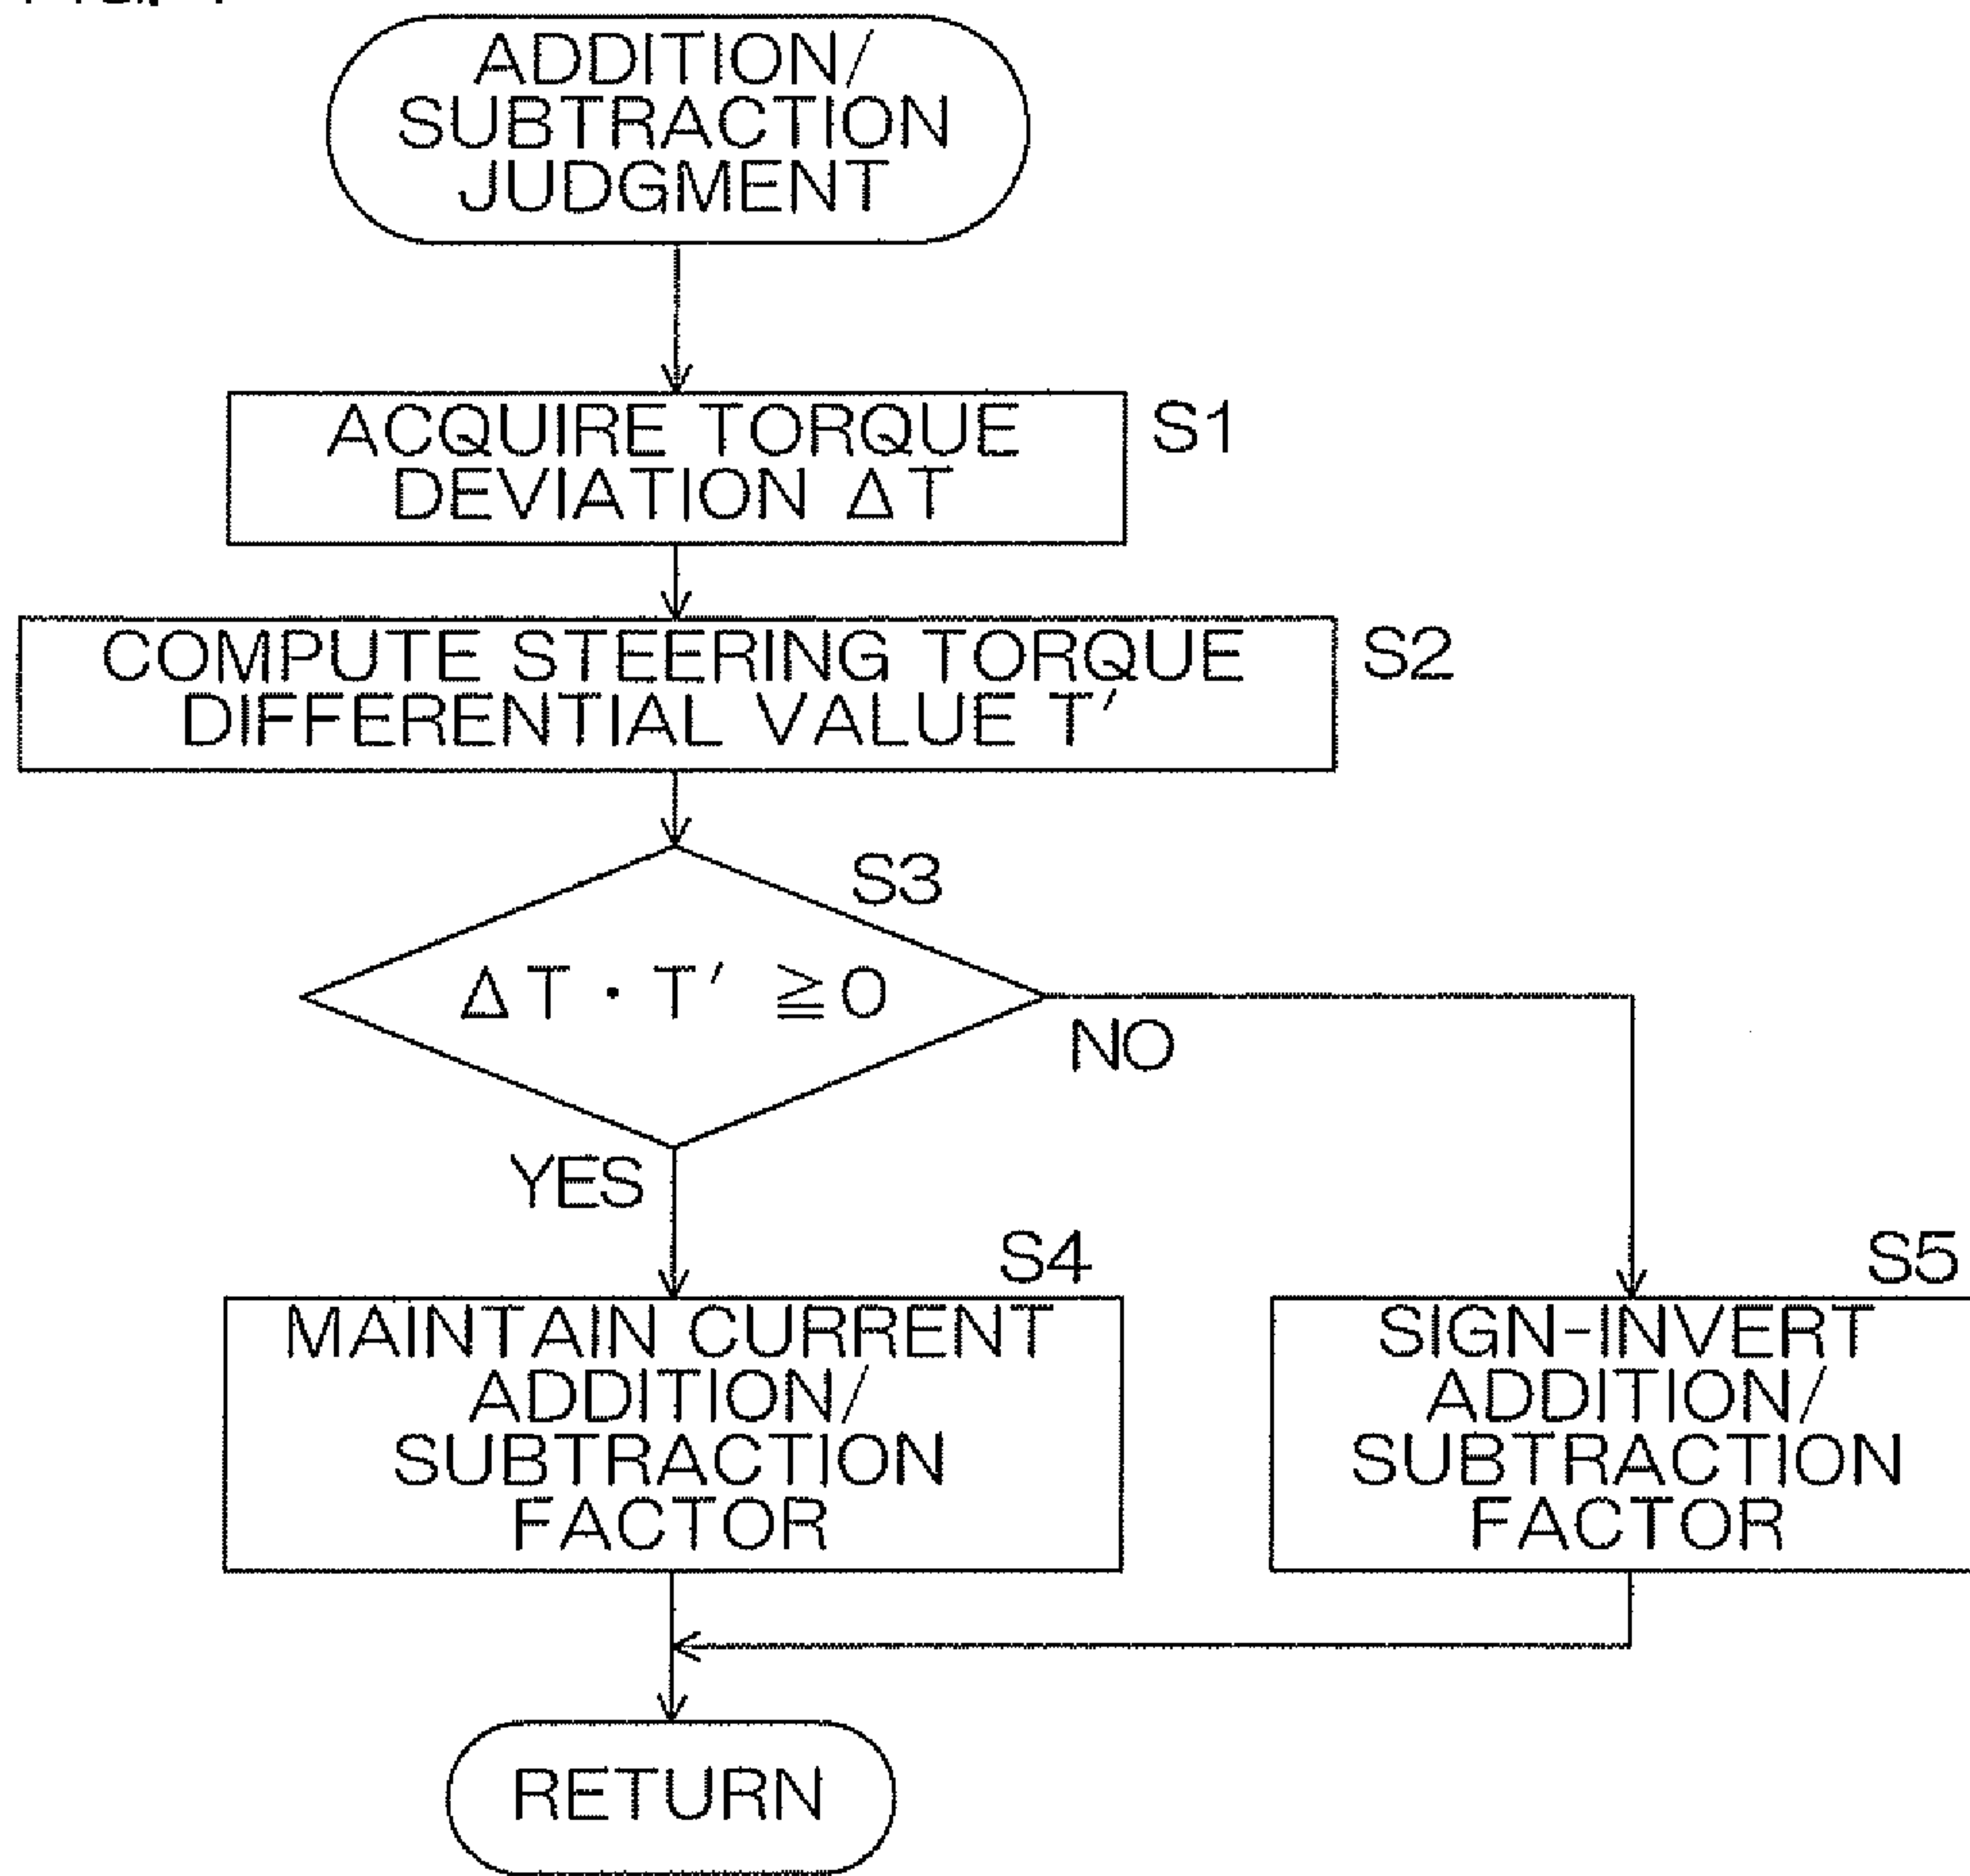 ADDITION/
SUBTRACTION
JUDGMENT
ACQUIRE TORQUE
DEVIATION ΔT
S1
COMPUTE STEERING TORQUE
DIFFERENTIAL VALUE T′
S2
S3
ΔT · T′ ≧0
NO
YES
S4
MAINTAIN CURRENT
ADDITION/
SUBTRACTION
FACTOR
S5
SIGN-INVERT
ADDITION/
SUBTRACTION
FACTOR
RETURN